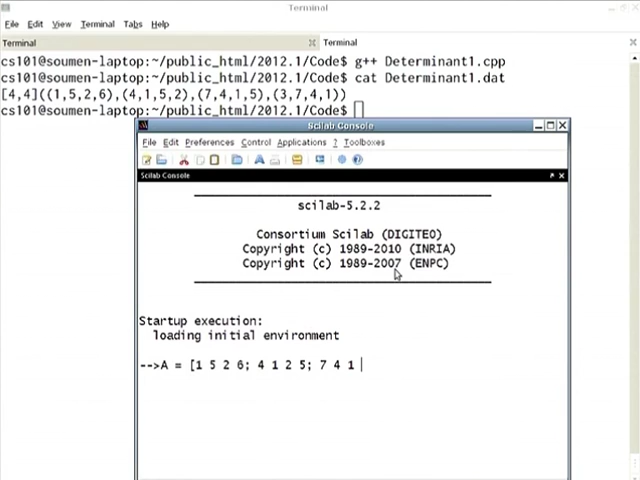 Terminal
File Edit View Terminal Tabs Help
Terminal
Terminal
cs101@soumen-laptop:~/public_html/2012.1/Code$ g++ Determinant1.cpp
cs101@soumen-laptop:~/public_html/2012.1/Code$ cat Determinant1.dat
[4,4]((1,5,2,6),(4,1,5,2),(7,4,1,5),(3,7,4,1))
cs101@soumen-laptop:~/public_html/2012.1/Code$
Scilab Console
File Edit Preferences Control Applications ? Toolboxes
Scilab Console
scilab-5.2.2
Consortium Scilab (DIGITEO)
Copyright (c) 1989-2010 (INRIA)
Copyright (c) 1989-2007 (ENPC)
Startup execution:
loading initial environment
-->A = [1 5 2 6; 4 1 2 5; 7 4 1